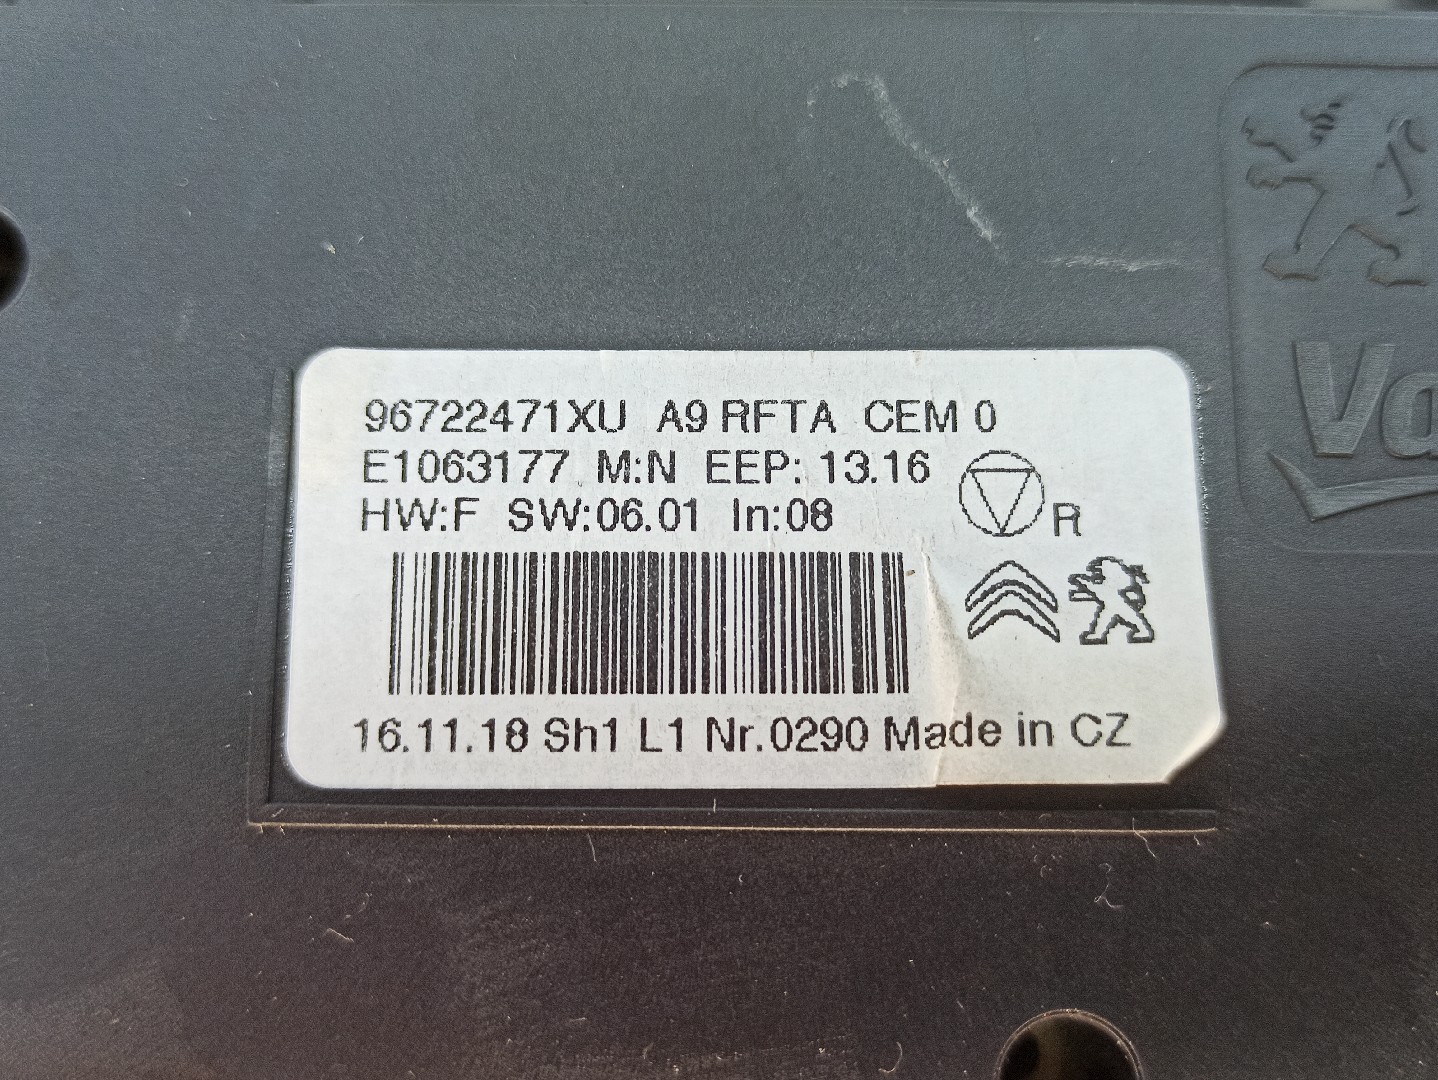 96722471XU A9 RFTA CEM 0
E1063177 M:N EEP: 13.16
HW:F SW:06.01 In:08
R
16.11.18 Sh1 L1 Nr.0290 Made in CZ
Va